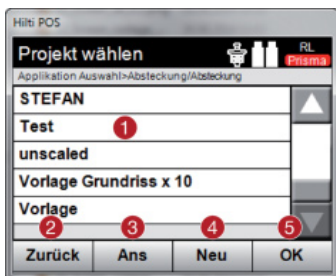 Hilti POS
Projekt wählen
RL
Prisma
Applikation Auswahl>Absteckung/Absteckung
STEFAN
Test
1
unscaled
Vorlage Grundriss x 10
Vorlage
2 3 4 5
Zurück Ans Neu OK